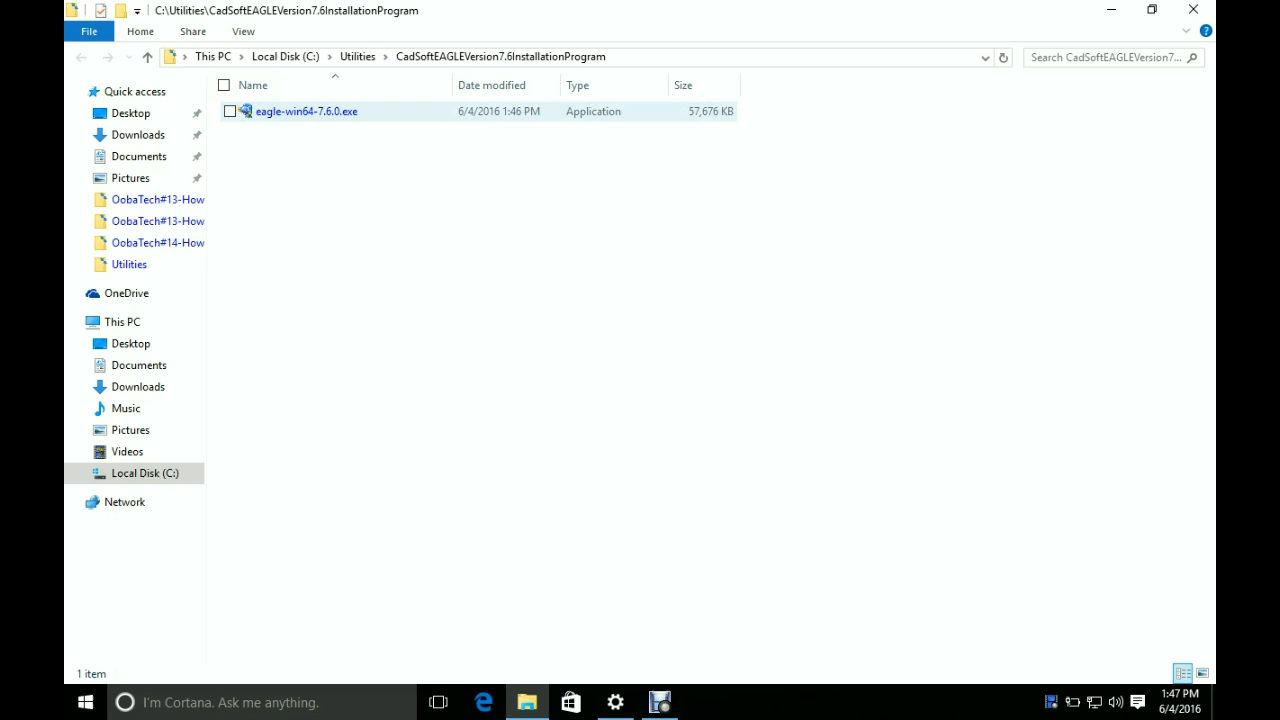 C:\Utilities\CadSoftEAGLEVersion7.6InstallationProgram
File Home Share View
This PC Local Disk (C:) Utilities CadSoftEAGLEVersion7.6InstallationProgram
Search CadSoftEAGLEVersion7...
Name Date modified Type Size
eagle-win64-7.6.0.exe 6/4/2016 1:46 PM Application 57,676 KB
Quick access
Desktop
Downloads
Documents
Pictures
OobaTech#13-How
OobaTech#13-How
OobaTech#14-How
Utilities
OneDrive
This PC
Desktop
Documents
Downloads
Music
Pictures
Videos
Local Disk (C:)
Network
1 item
I'm Cortana. Ask me anything.
1:47 PM
6/4/2016